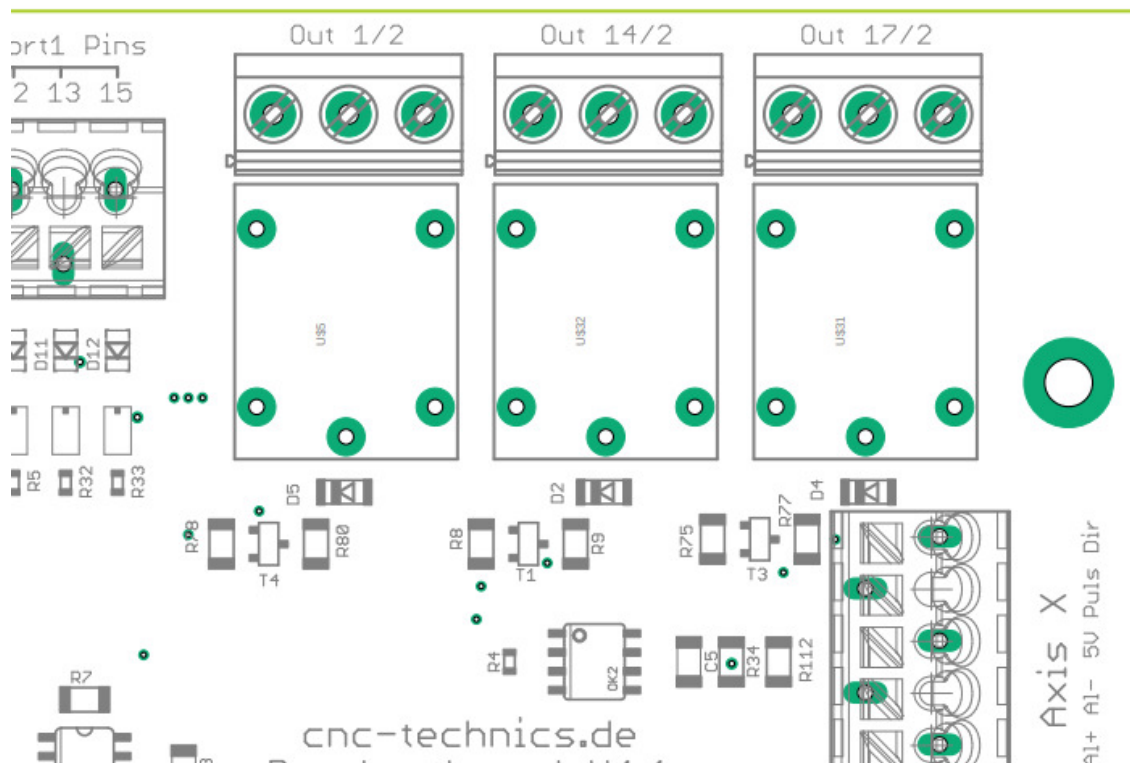 ort1 Pins
2 13 15
Out 1/2
Out 14/2
Out 17/2
U$5
U$32
U$31
D11
D12
R5
R32
R33
D5
D2
D4
R78
R80
T4
R8
R9
T1
R75
R77
T3
R4
OK2
C5
R34
R112
R7
Axis X
A1+ A1- 5V Puls Dir
cnc-technics.de